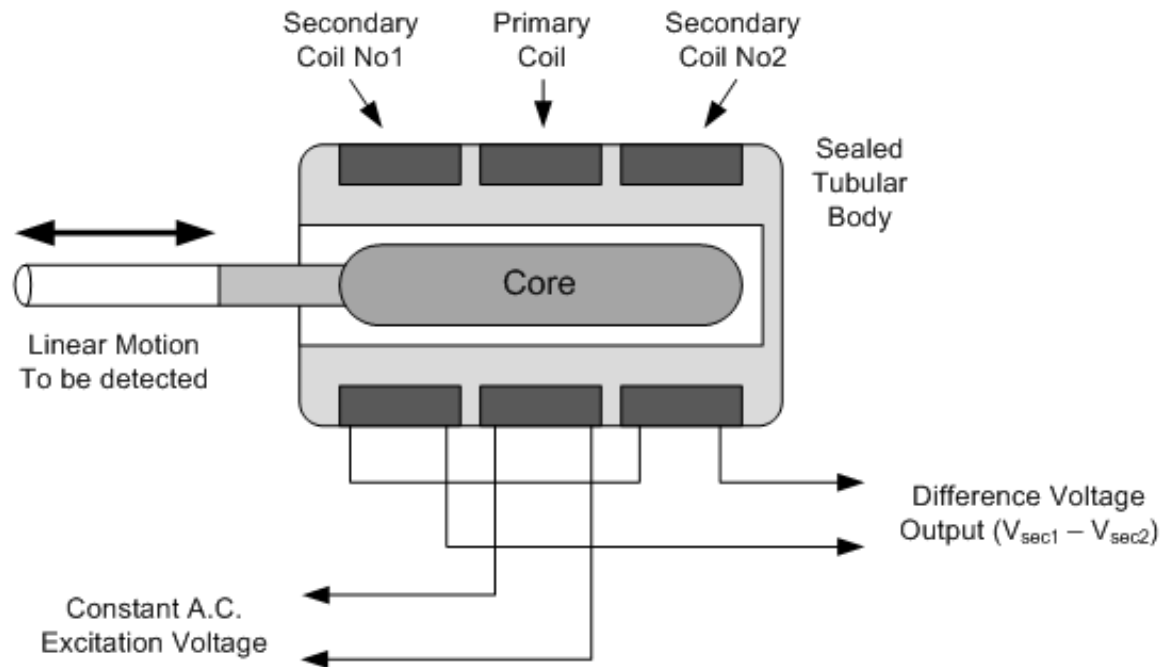 Secondary
Coil No1
Primary
Coil
Secondary
Coil No2
Sealed
Tubular
Body
Core
Linear Motion
To be detected
Difference Voltage
Output (Vsec1 – Vsec2)
Constant A.C.
Excitation Voltage